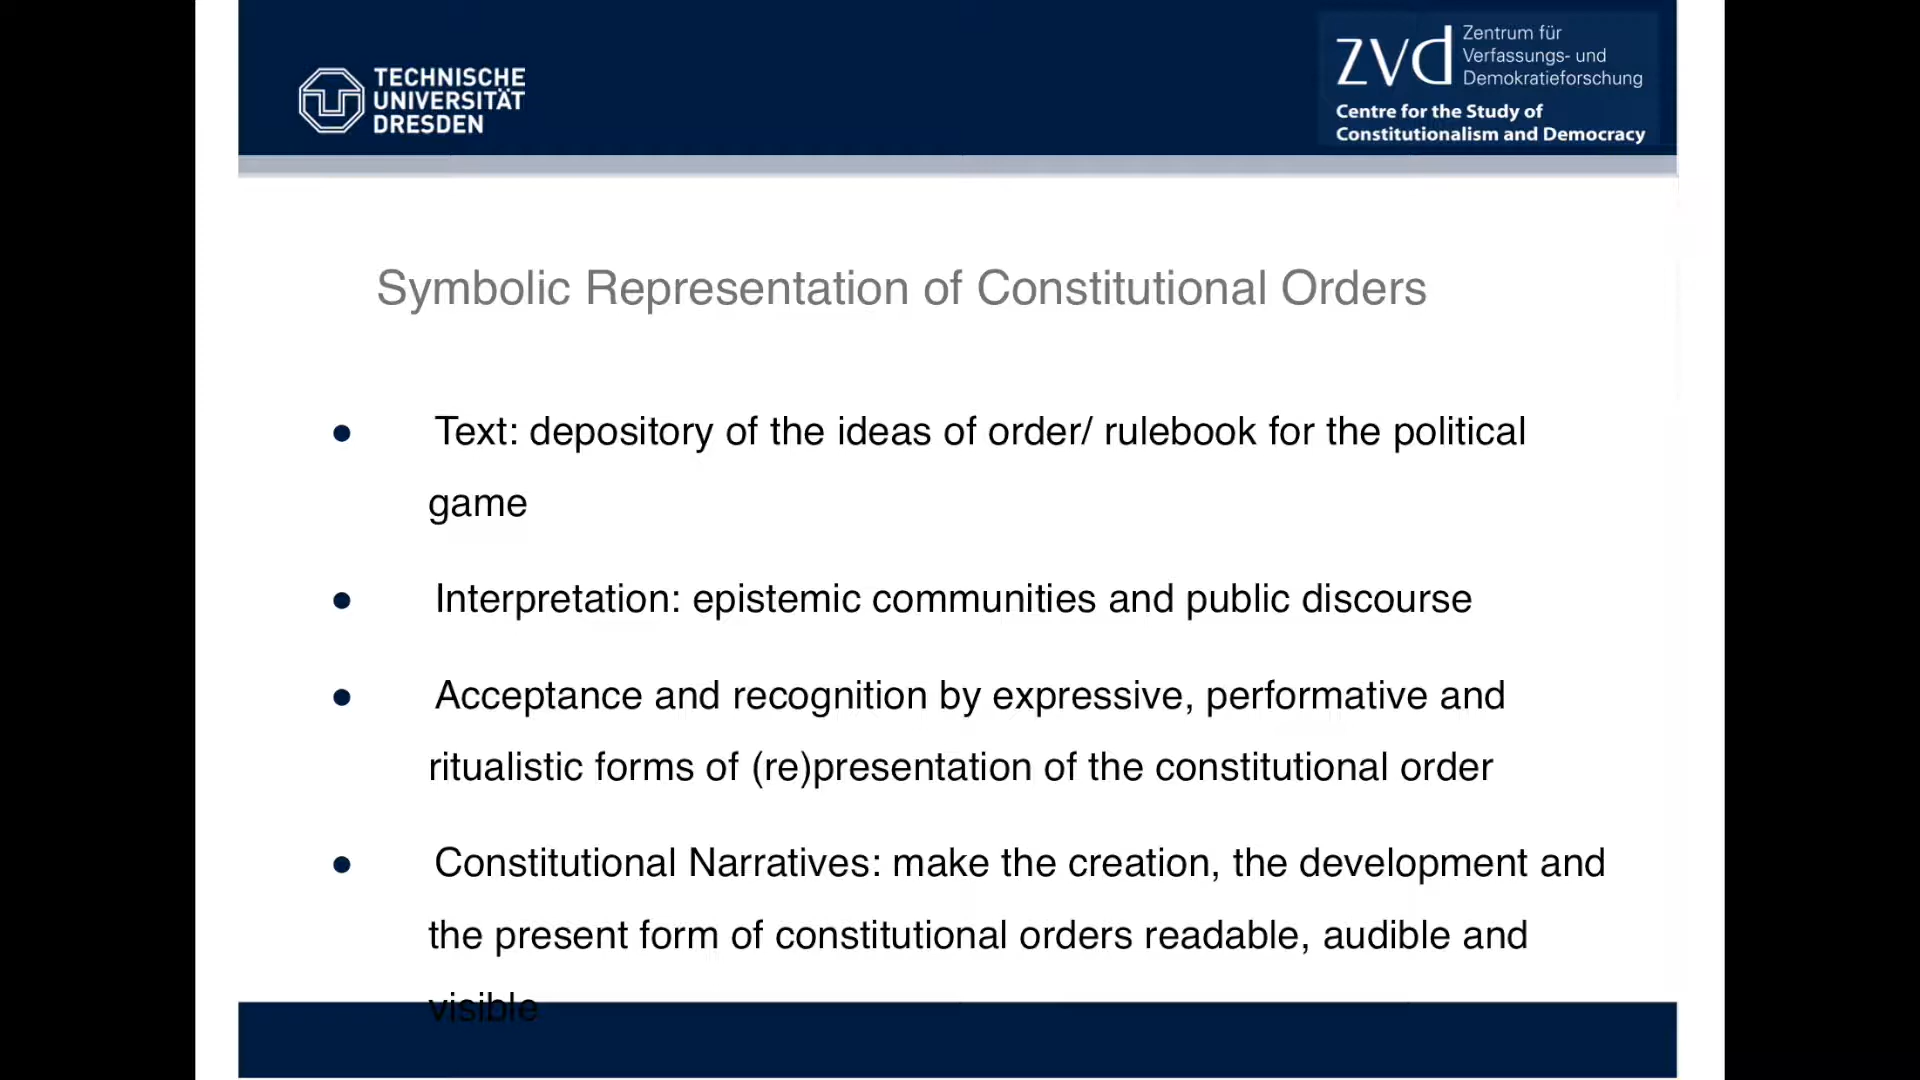 TECHNISCHE
UNIVERSITÄT
DRESDEN
zvd
Zentrum für
Verfassungs- und
Demokratieforschung
Centre for the Study of
Constitutionalism and Democracy
Symbolic Representation of Constitutional Orders
● Text: depository of the ideas of order/ rulebook for the political
game
● Interpretation: epistemic communities and public discourse
● Acceptance and recognition by expressive, performative and
ritualistic forms of (re)presentation of the constitutional order
● Constitutional Narratives: make the creation, the development and
the present form of constitutional orders readable, audible and
visible